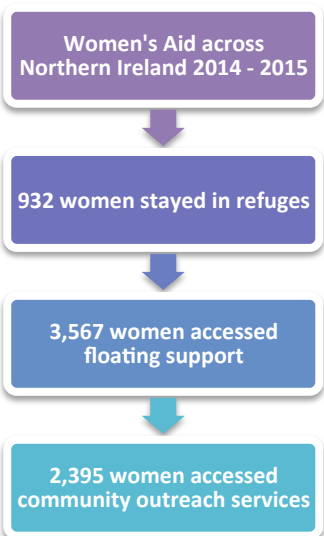 Women's Aid across
Northern Ireland 2014 - 2015
932 women stayed in refuges
3,567 women accessed
floating support
2,395 women accessed
community outreach services